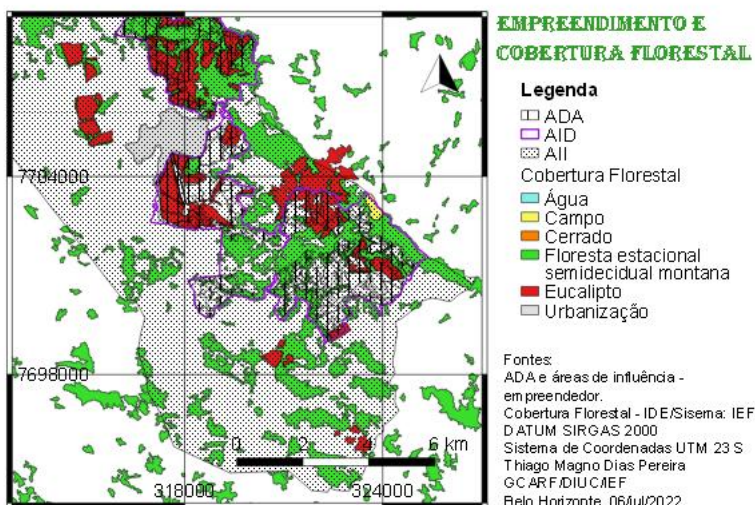 EMPREENDIMENTO E
COBERTURA FLORESTAL
Legenda
ADA
AID
AII
Cobertura Florestal
Água
Campo
Cerrado
Floresta estacional
semidecidual montana
Eucalipto
Urbanização
Fontes:
ADA e áreas de influência -
empreendedor.
Cobertura Florestal - IDE/Sisema: IEF
DATUM SIRGAS 2000
Sistema de Coordenadas UTM 23 S
Thiago Magno Dias Pereira
GCARF/DIUC/IEF
Belo Horizonte, 06/jul/2022
7704000
7698000
0 2 4 6 km
318000 324000